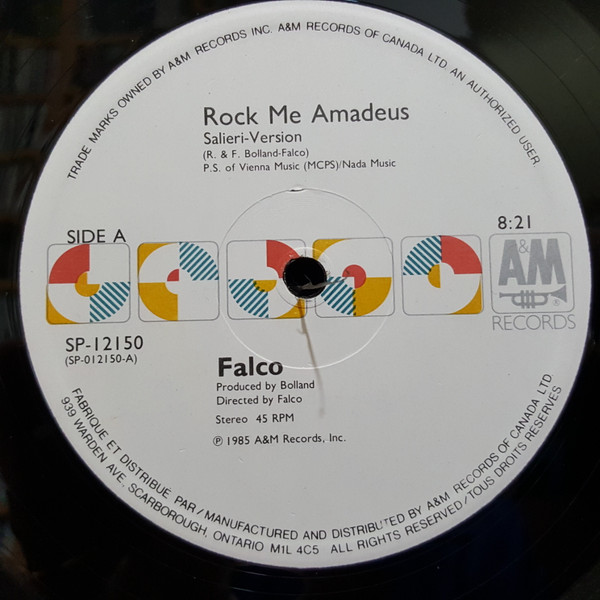 TRADE MARKS OWNED BY A&M RECORDS INC. A&M RECORDS OF CANADA LTD. AN AUTHORIZED USER
Rock Me Amadeus
Salieri-Version
(R. & F. Bolland-Falco)
P.S. of Vienna Music (MCPS)/Nada Music
SIDE A
8:21
A&M
®
RECORDS
SP-12150
(SP-012150-A)
Falco
Produced by Bolland
Directed by Falco
Stereo 45 RPM
℗ 1985 A&M Records, Inc.
FABRIQUE ET DISTRIBUE PAR/MANUFACTURED AND DISTRIBUTED BY A&M RECORDS OF CANADA LTD.
939 WARDEN AVE., SCARBOROUGH, ONTARIO M1L 4C5 ALL RIGHTS RESERVED/TOUS DROITS RESERVES